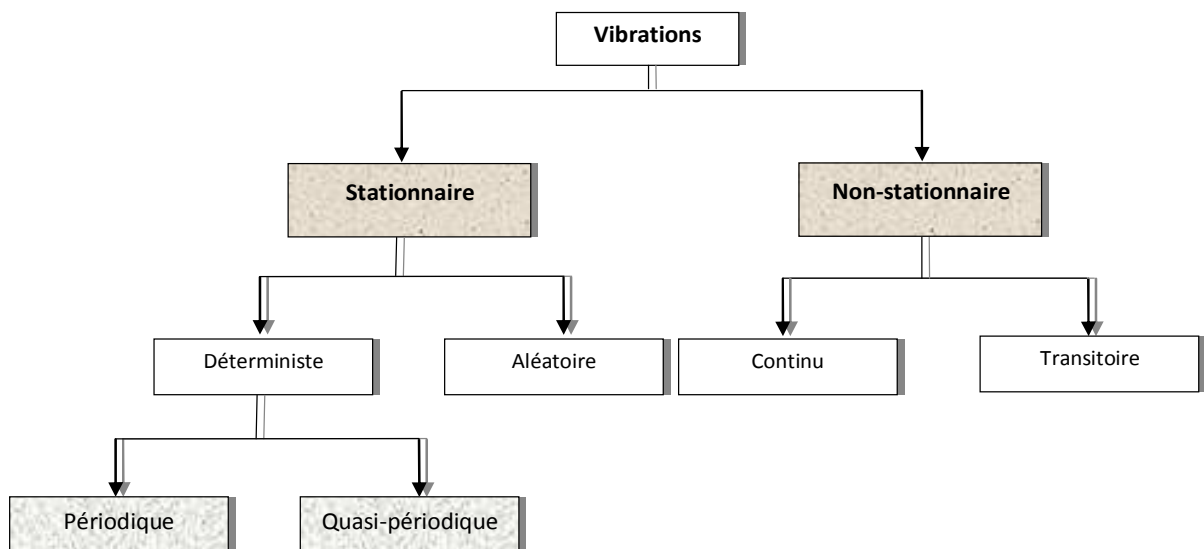 Vibrations
Stationnaire
Non-stationnaire
Déterministe
Aléatoire
Continu
Transitoire
Périodique
Quasi-périodique